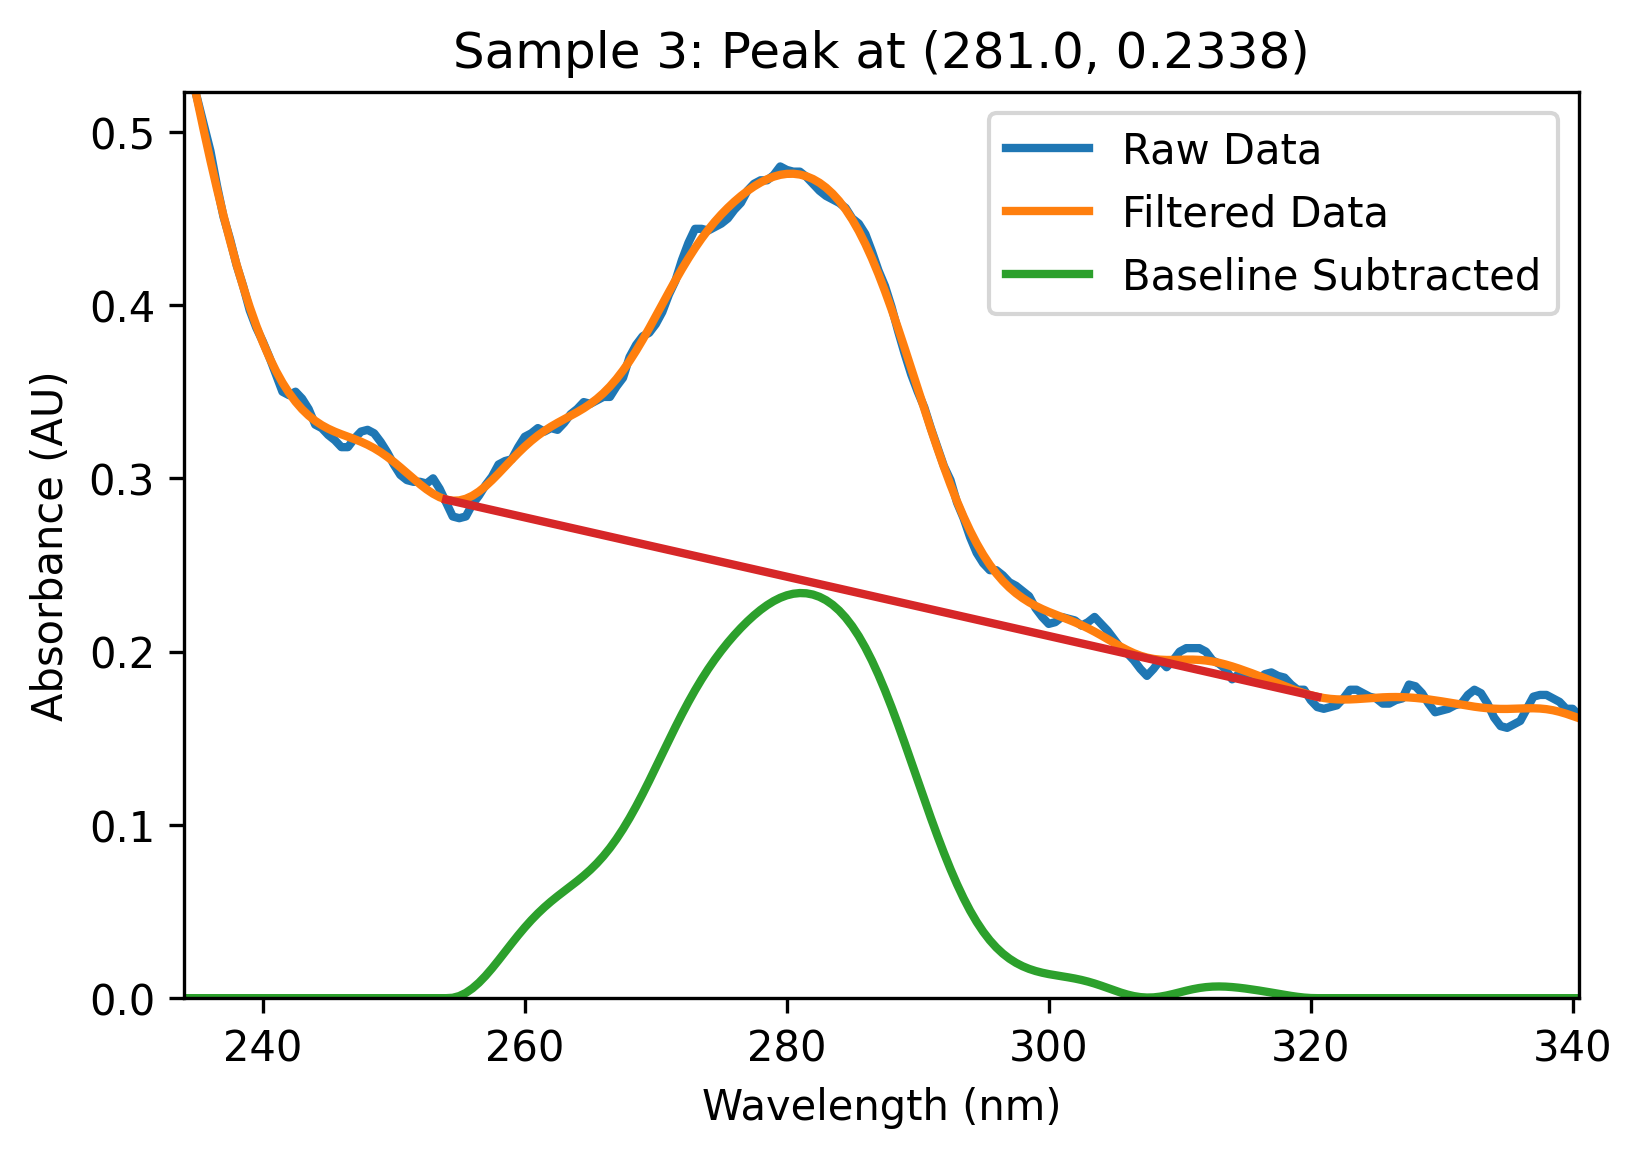 Sample 3: Peak at (281.0, 0.2338)
Raw Data
Filtered Data
Baseline Subtracted
Absorbance (AU)
0.5
0.4
0.3
0.2
0.1
0.0
240 260 280 300 320 340
Wavelength (nm)